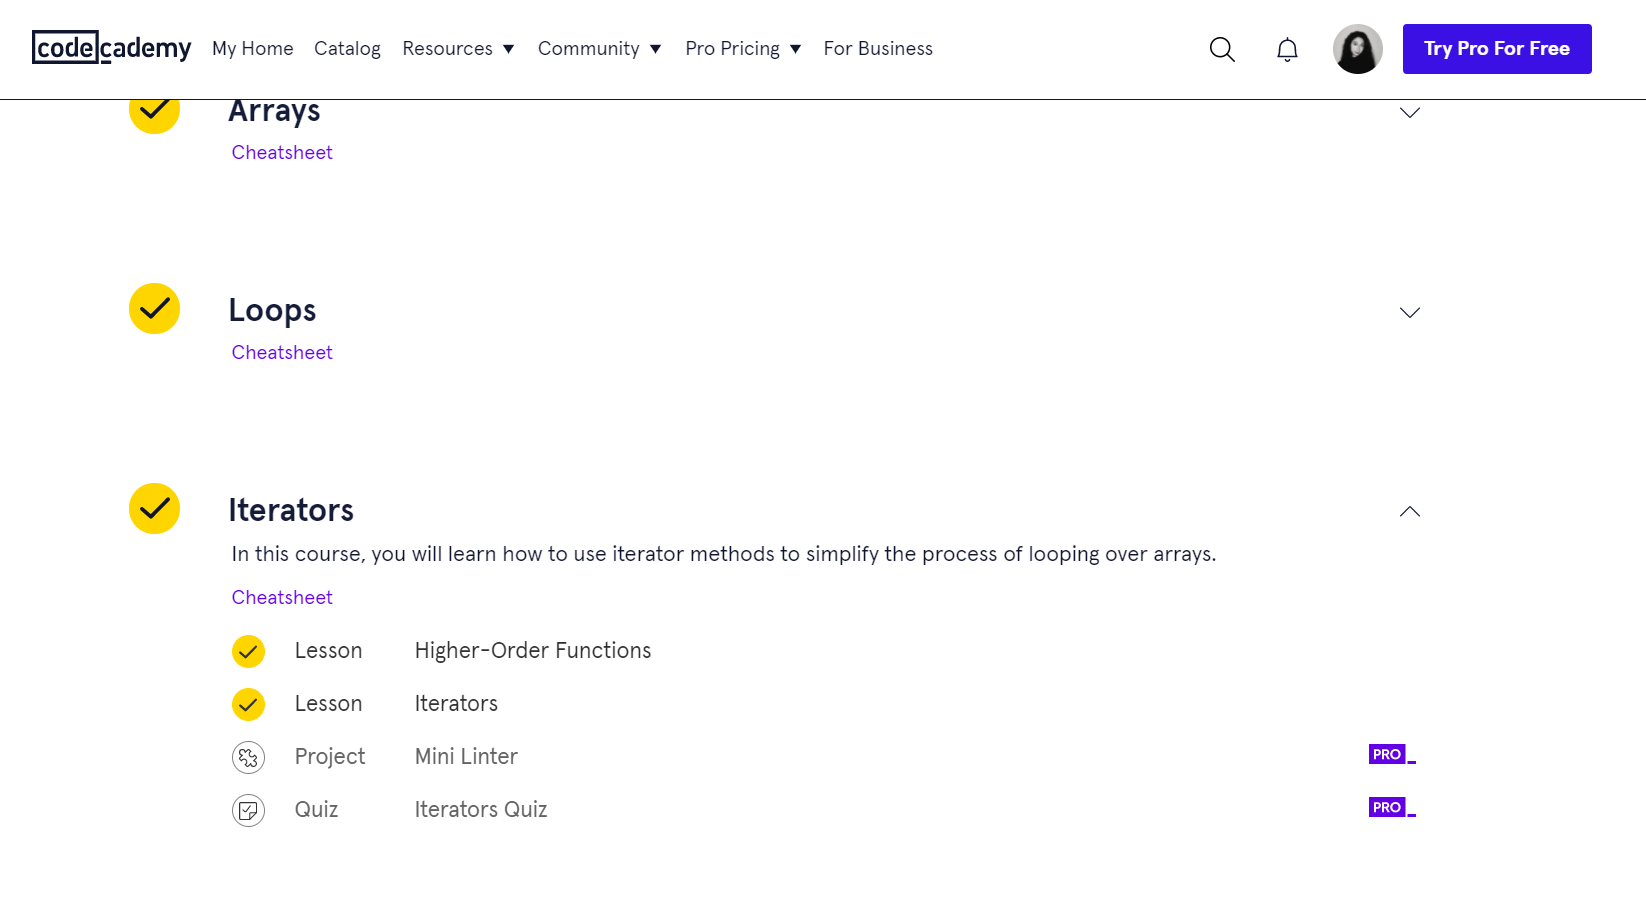 codecademy My Home Catalog Resources Community Pro Pricing For Business Try Pro For Free
Arrays
Cheatsheet
Loops
Cheatsheet
Iterators
In this course, you will learn how to use iterator methods to simplify the process of looping over arrays.
Cheatsheet
Lesson Higher-Order Functions
Lesson Iterators
Project Mini Linter PRO
Quiz Iterators Quiz PRO